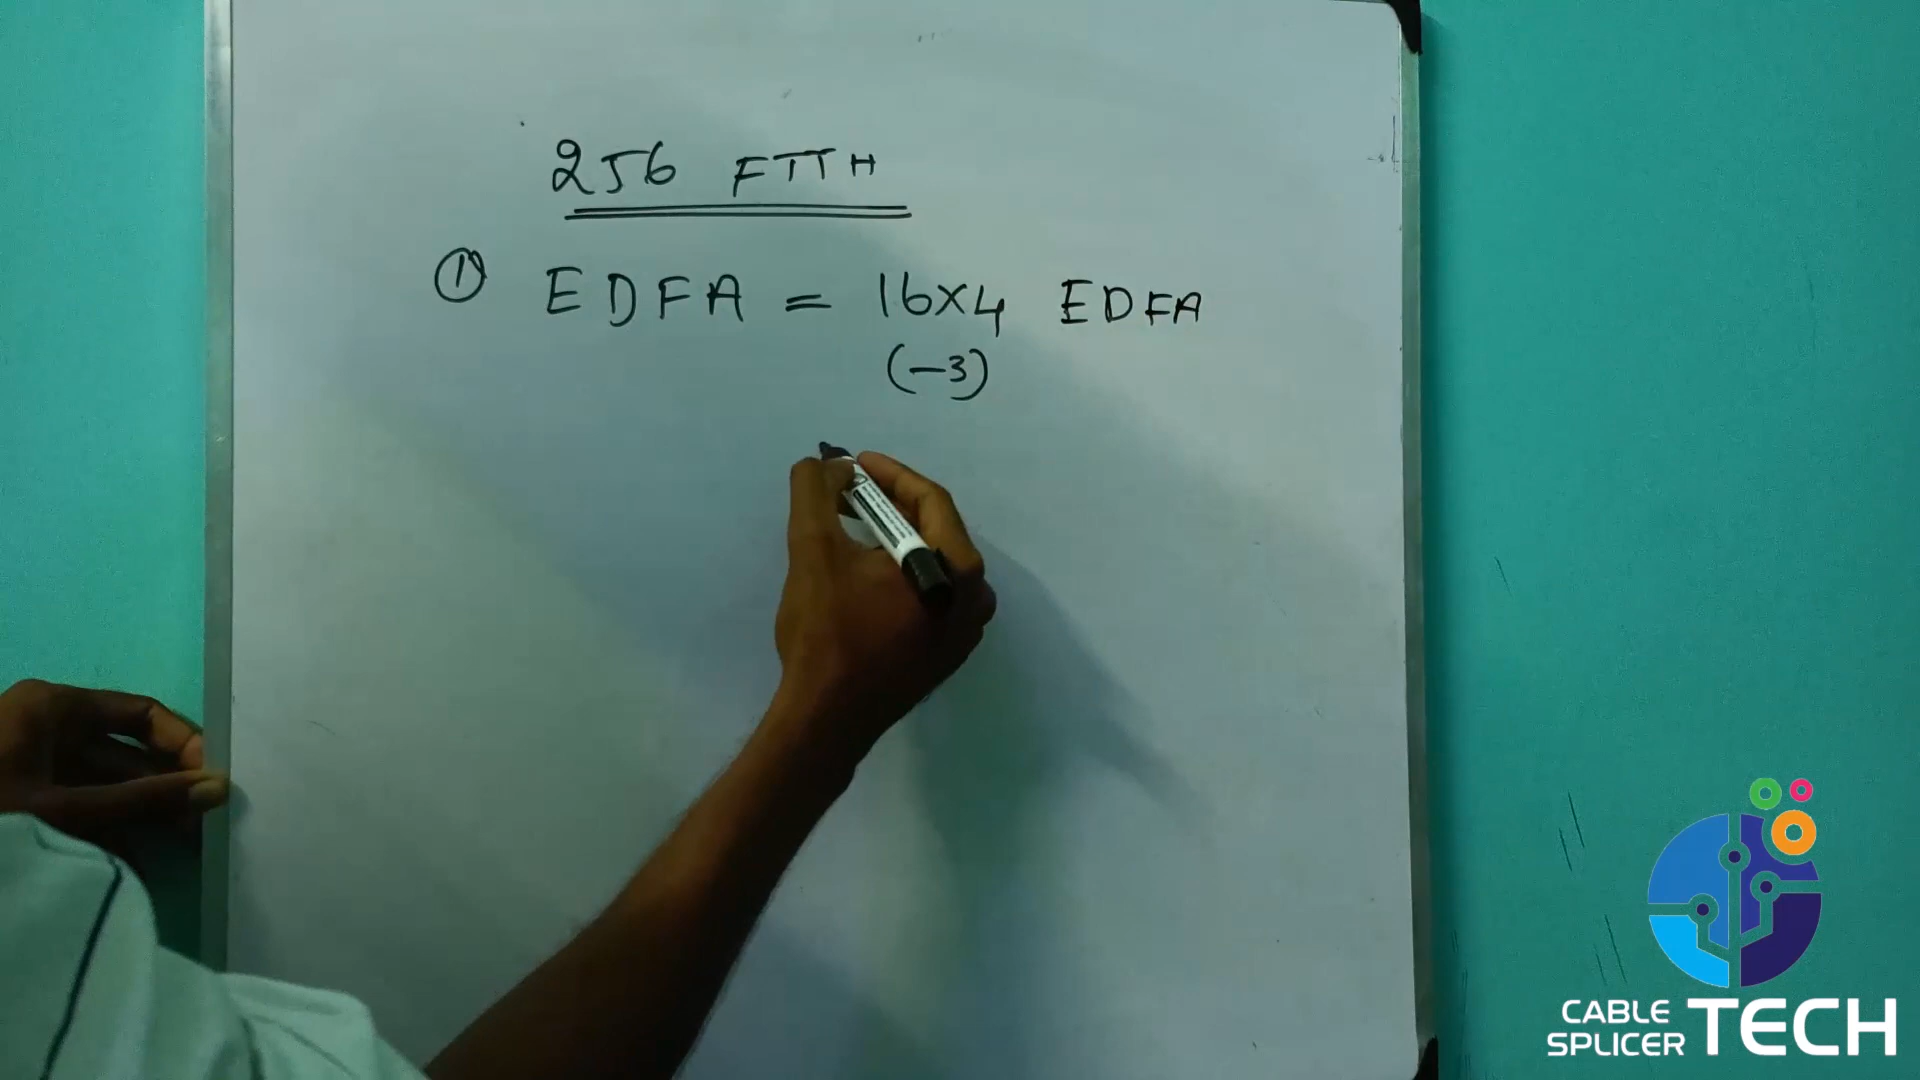 256 FTTH
① EDFA = 16x4 EDFA
(-3)
CABLE SPLICER TECH